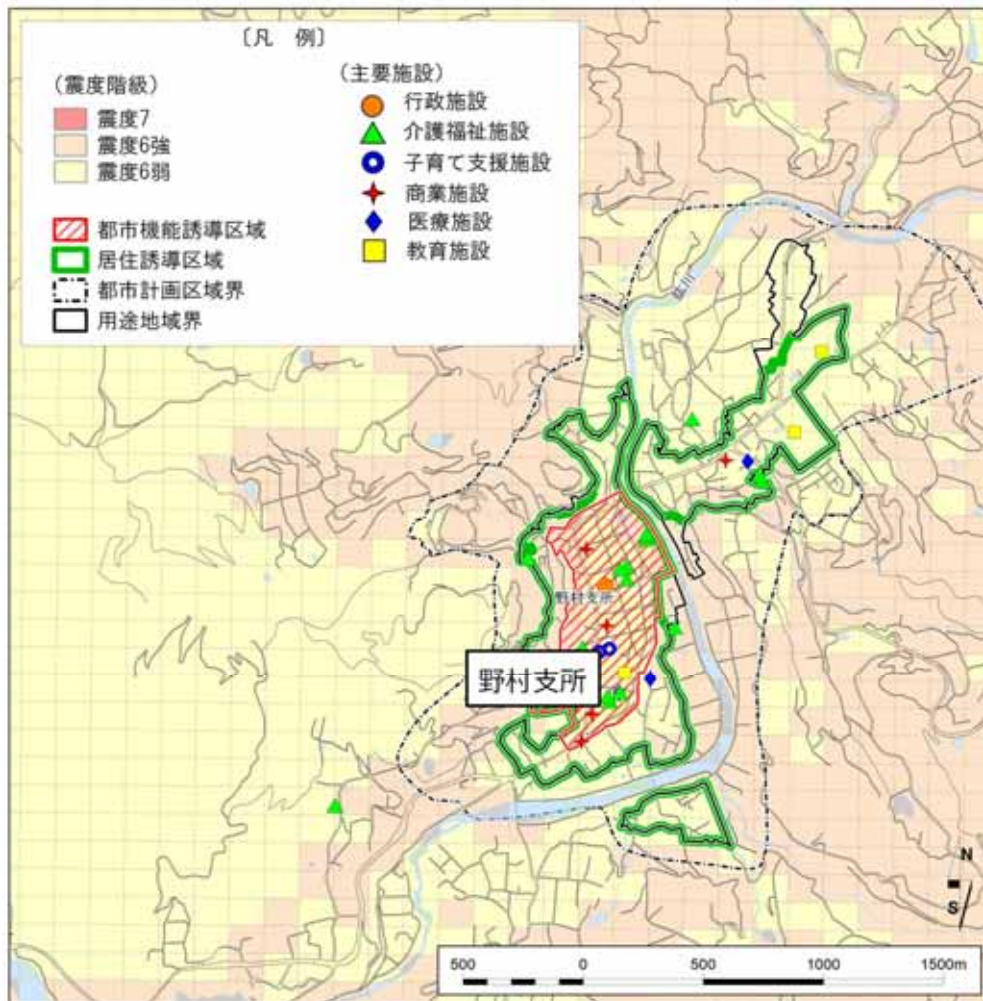 〔凡 例〕
（震度階級）
震度7
震度6強
震度6弱
都市機能誘導区域
居住誘導区域
都市計画区域界
用途地域界
（主要施設）
行政施設
介護福祉施設
子育て支援施設
商業施設
医療施設
教育施設
野村支所
野村支所
N
S
500 0 500 1000 1500m